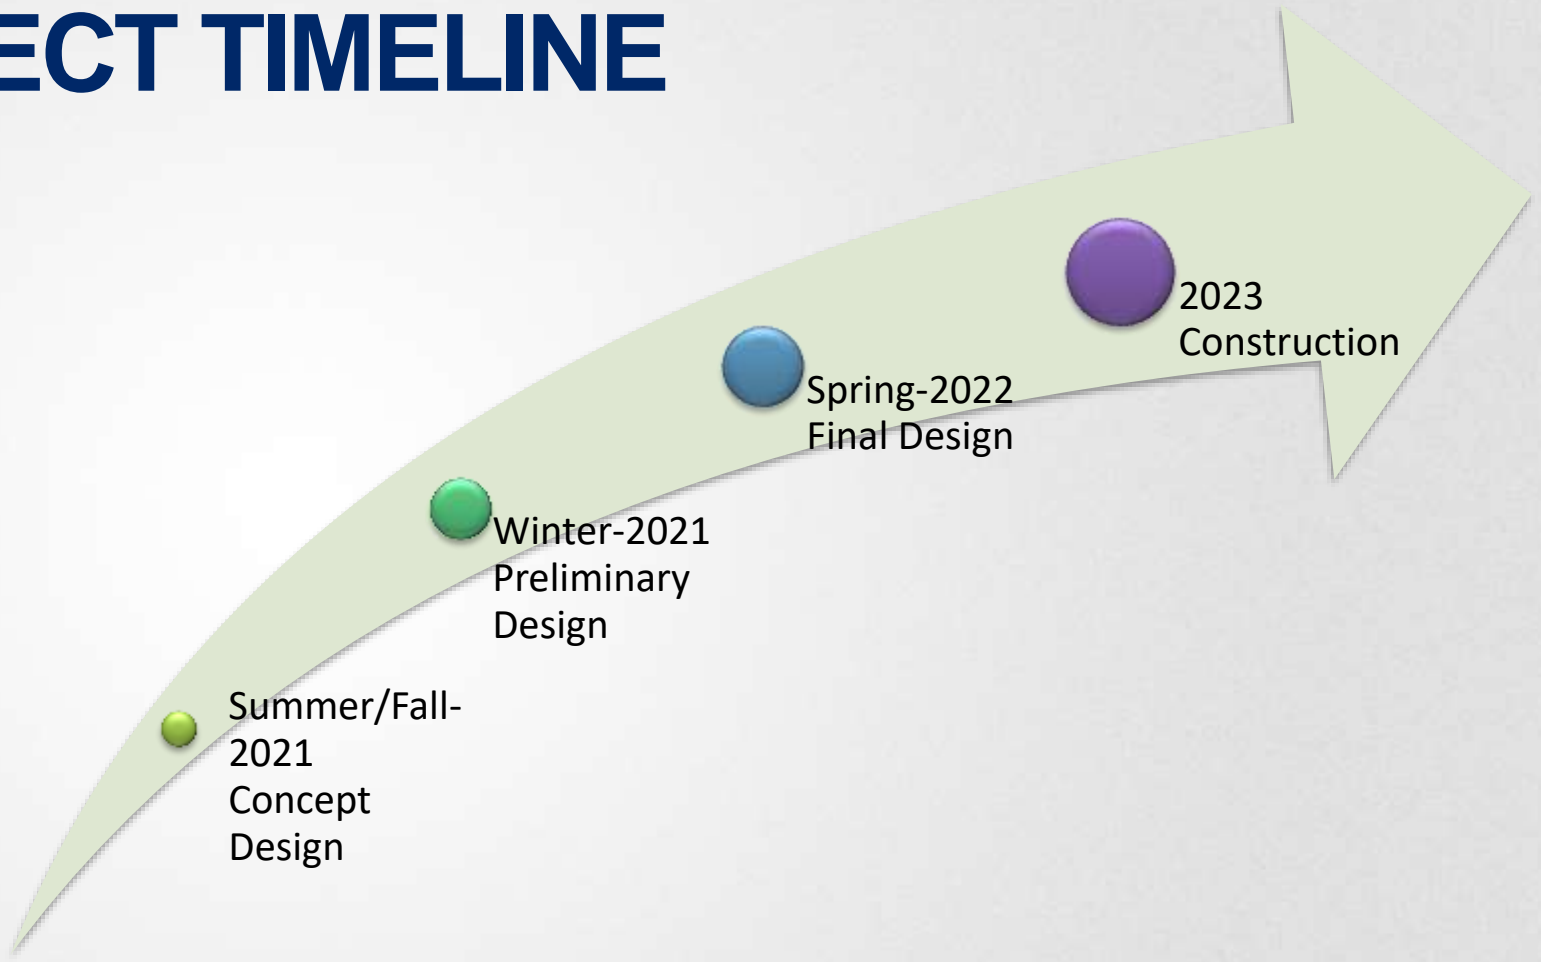 ECT TIMELINE
2023
Construction
Spring-2022
Final Design
Winter-2021
Preliminary
Design
Summer/Fall-
2021
Concept
Design